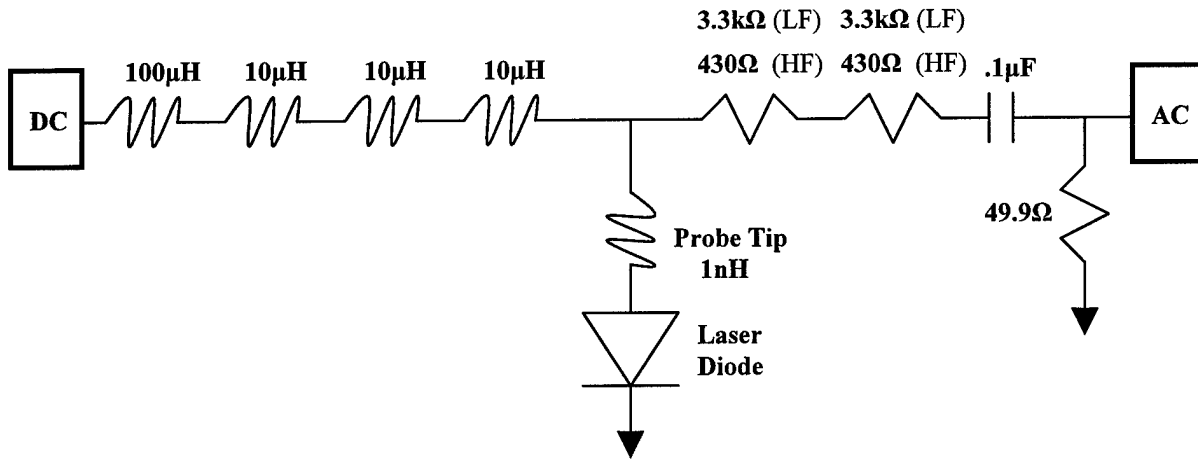 3.3kΩ (LF) 3.3kΩ (LF)
100μH 10μH 10μH 10μH 430Ω (HF) 430Ω (HF) .1μF
DC AC
49.9Ω
Probe Tip
1nH
Laser
Diode